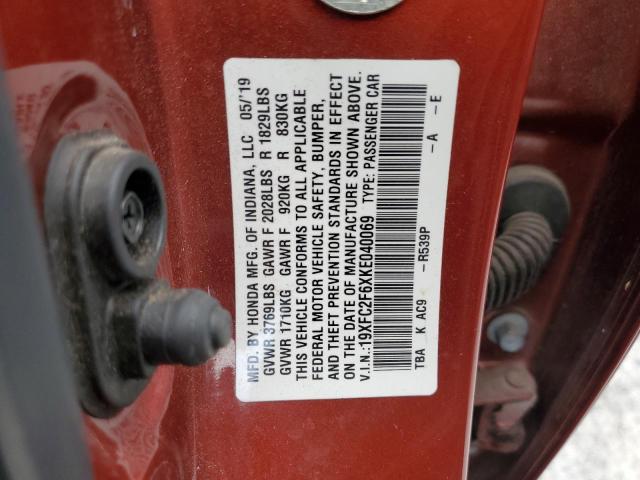 MFD. BY HONDA MFG. OF INDIANA, LLC 05/'19
GVWR 3769LBS GAWR F 2028LBS R 1829LBS
GVWR 1710KG GAWR F 920KG R 830KG
THIS VEHICLE CONFORMS TO ALL APPLICABLE
FEDERAL MOTOR VEHICLE SAFETY, BUMPER,
AND THEFT PREVENTION STANDARDS IN EFFECT
ON THE DATE OF MANUFACTURE SHOWN ABOVE.
V.I.N.:19XFC2F6XKE040069 TYPE: PASSENGER CAR
TBA K AC9 -R539P -A -E